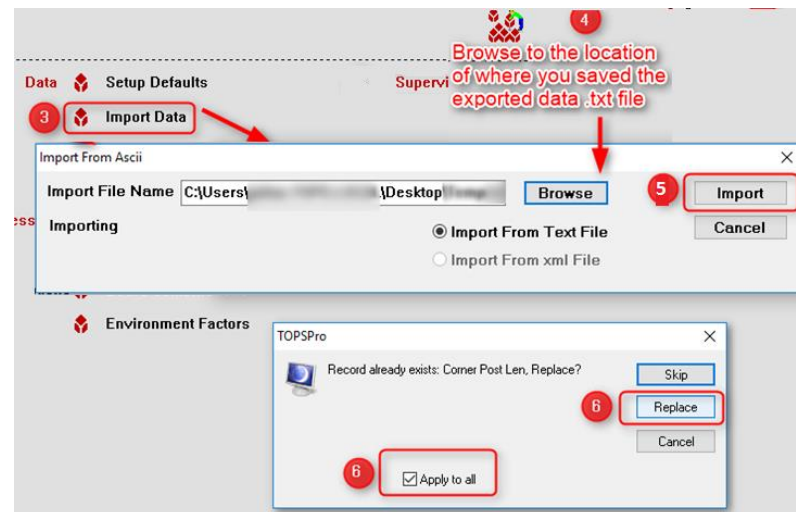 4
Browse to the location
of where you saved the
exported data .txt file
Data Setup Defaults Supervi
3 Import Data
Import From Ascii
Import File Name C:\Users\ .\Desktop Browse 5 Import
ess Importing Import From Text File Cancel
Import From xml File
Environment Factors
TOPSPro
Record already exists: Corner Post Len, Replace? Skip
6 Replace
Cancel
6 Apply to all